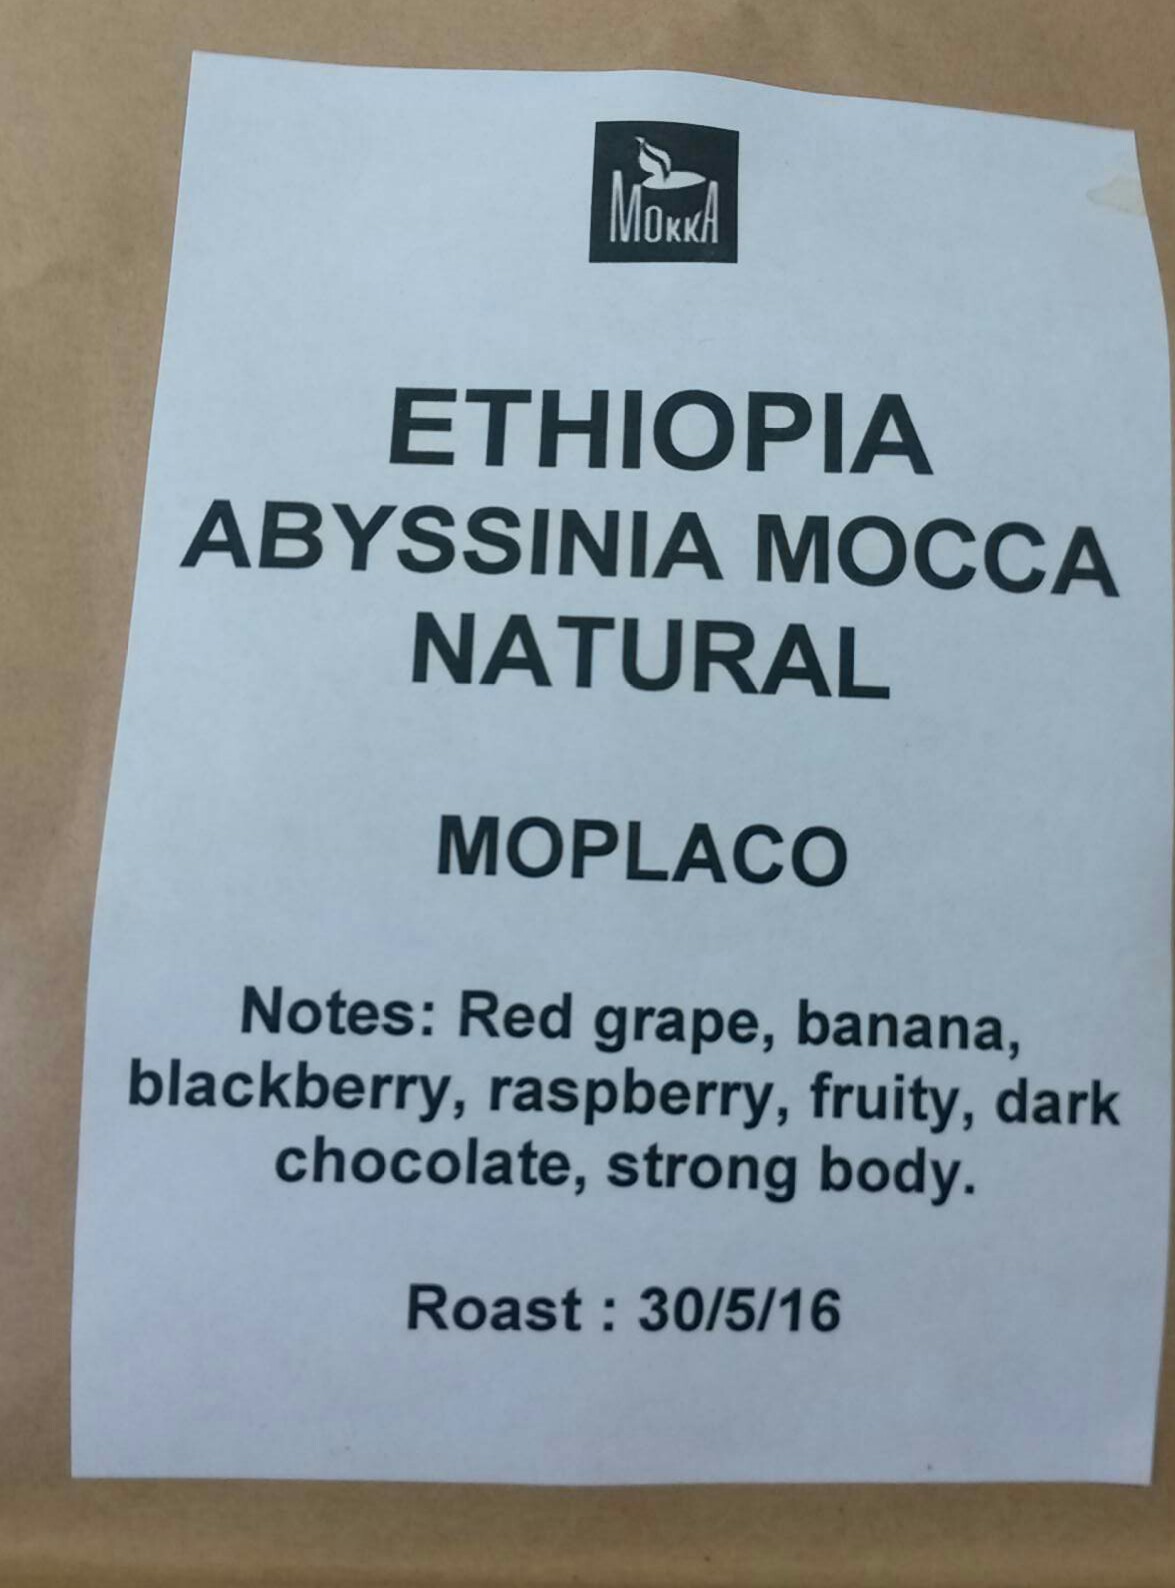 MOKKA
ETHIOPIA
ABYSSINIA MOCCA
NATURAL
MOPLACO
Notes: Red grape, banana,
blackberry, raspberry, fruity, dark
chocolate, strong body.
Roast : 30/5/16